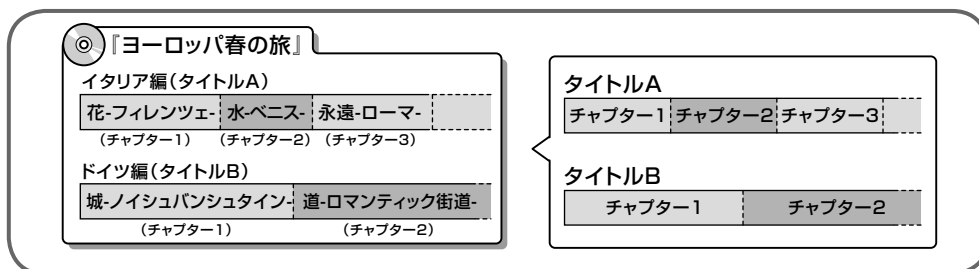 『ヨーロッパ春の旅』
イタリア編(タイトルA)
花-フィレンツェ- 水-ベニス- 永遠-ローマ-
(チャプター1) (チャプター2) (チャプター3)
ドイツ編(タイトルB)
城-ノイシュバンシュタイン- 道-ロマンティック街道-
(チャプター1) (チャプター2)
タイトルA
チャプター1 チャプター2 チャプター3
タイトルB
チャプター1 チャプター2